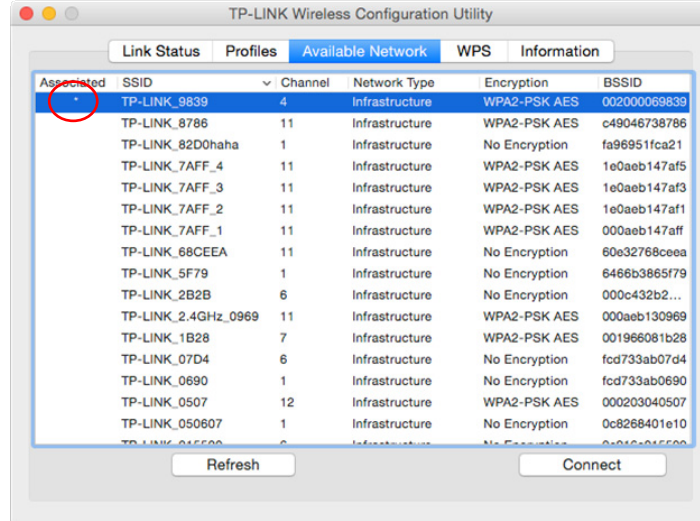 TP-LINK Wireless Configuration Utility
Link Status Profiles Available Network WPS Information
Associated SSID Channel Network Type Encryption BSSID
* TP-LINK_9839 4 Infrastructure WPA2-PSK AES 002000069839
TP-LINK_8786 11 Infrastructure WPA2-PSK AES c49046738786
TP-LINK_82D0haha 1 Infrastructure No Encryption fa96951fca21
TP-LINK_7AFF_4 11 Infrastructure WPA2-PSK AES 1e0aeb147af5
TP-LINK_7AFF_3 11 Infrastructure WPA2-PSK AES 1e0aeb147af3
TP-LINK_7AFF_2 11 Infrastructure WPA2-PSK AES 1e0aeb147af1
TP-LINK_7AFF_1 11 Infrastructure WPA2-PSK AES 000aeb147aff
TP-LINK_68CEEA 11 Infrastructure No Encryption 60e32768ceea
TP-LINK_5F79 1 Infrastructure No Encryption 6466b3865f79
TP-LINK_2B2B 6 Infrastructure No Encryption 000c432b2...
TP-LINK_2.4GHz_0969 11 Infrastructure WPA2-PSK AES 000aeb130969
TP-LINK_1B28 7 Infrastructure WPA2-PSK AES 001966081b28
TP-LINK_07D4 6 Infrastructure No Encryption fcd733ab07d4
TP-LINK_0690 1 Infrastructure No Encryption fcd733ab0690
TP-LINK_0507 12 Infrastructure WPA2-PSK AES 000203040507
TP-LINK_050607 1 Infrastructure No Encryption 0c8268401e10
Refresh Connect